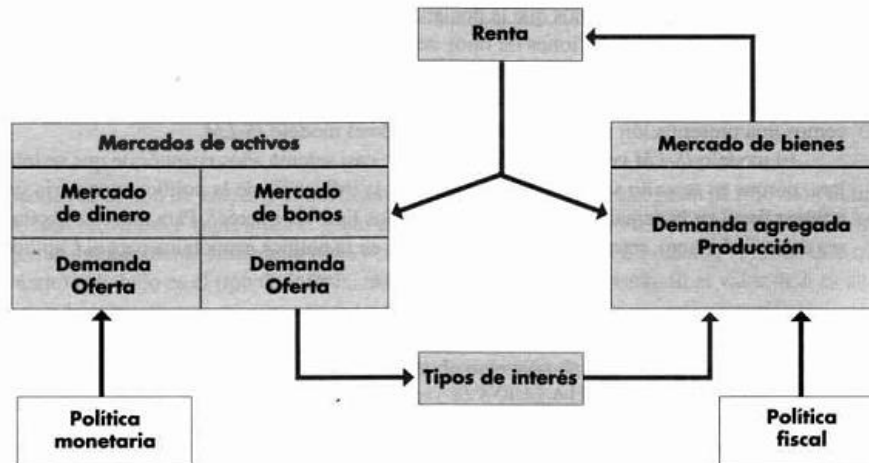 Renta
Mercados de activos
Mercado de dinero
Mercado de bonos
Demanda
Oferta
Demanda
Oferta
Mercado de bienes
Demanda agregada
Producción
Tipos de interés
Política
monetaria
Política
fiscal